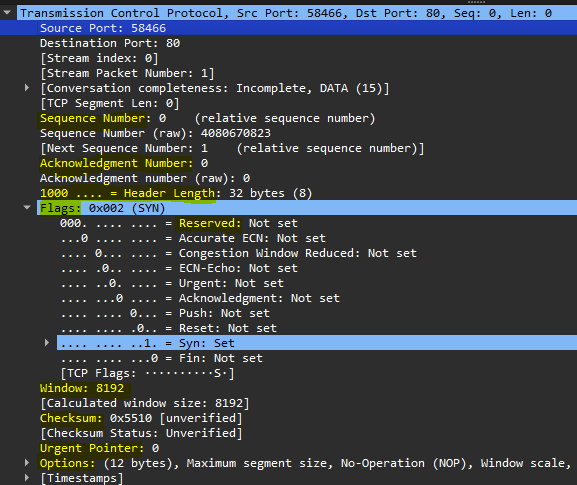 Transmission Control Protocol, Src Port: 58466, Dst Port: 80, Seq: 0, Len: 0
Source Port: 58466
Destination Port: 80
[Stream index: 0]
[Stream Packet Number: 1]
[Conversation completeness: Incomplete, DATA (15)]
[TCP Segment Len: 0]
Sequence Number: 0    (relative sequence number)
Sequence Number (raw): 4080670823
[Next Sequence Number: 1    (relative sequence number)]
Acknowledgment Number: 0
Acknowledgment number (raw): 0
1000 .... = Header Length: 32 bytes (8)
Flags: 0x002 (SYN)
000. .... .... = Reserved: Not set
...0 .... .... = Accurate ECN: Not set
.... 0... .... = Congestion Window Reduced: Not set
.... .0.. .... = ECN-Echo: Not set
.... ..0. .... = Urgent: Not set
.... ...0 .... = Acknowledgment: Not set
.... .... 0... = Push: Not set
.... .... .0.. = Reset: Not set
.... .... ..1. = Syn: Set
.... .... ...0 = Fin: Not set
[TCP Flags: ··········S·]
Window: 8192
[Calculated window size: 8192]
Checksum: 0x5510 [unverified]
[Checksum Status: Unverified]
Urgent Pointer: 0
Options: (12 bytes), Maximum segment size, No-Operation (NOP), Window scale,
[Timestamps]